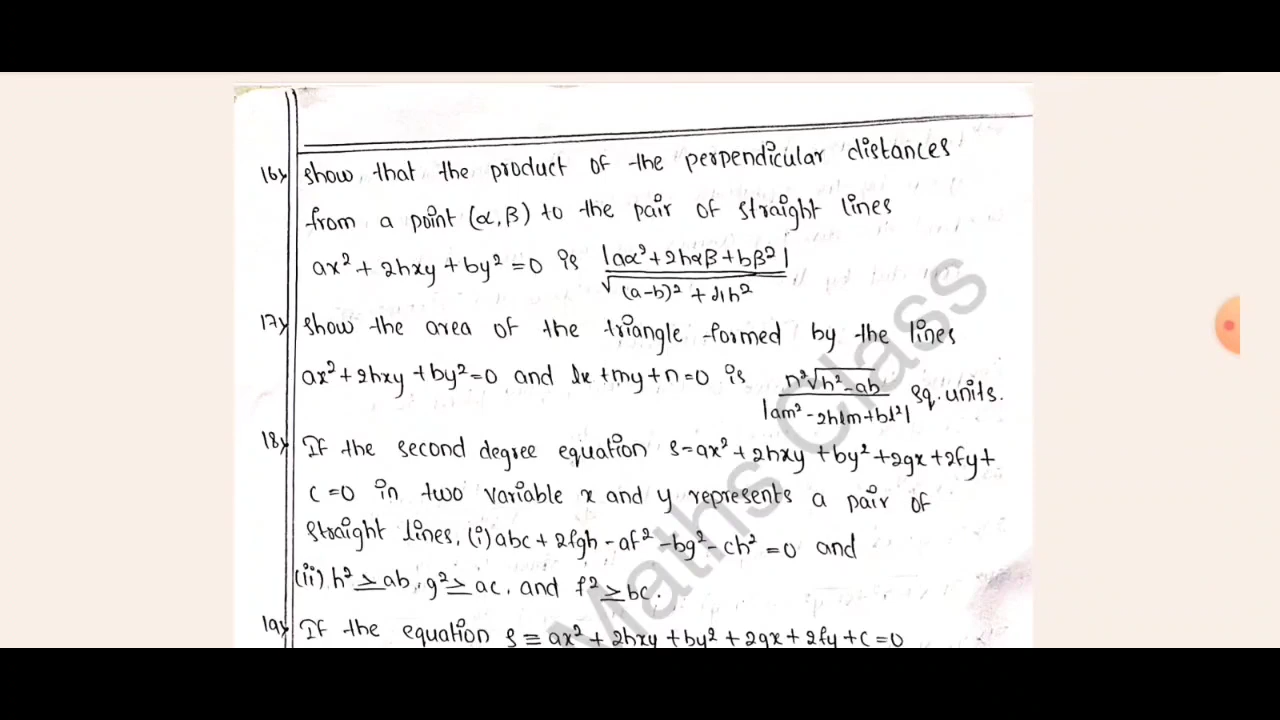 16) Show that the product of the perpendicular distances
from a point (α, β) to the pair of straight lines
ax² + 2hxy + by² = 0 is |aα² + 2hαβ + bβ²| / √(a-b)² + 4h²
17) Show the area of the triangle formed by the lines
ax² + 2hxy + by² = 0 and lx + my + n = 0 is n²√h² - ab / |am² - 2hlm + bl²| sq. units.
18) If the second degree equation S = ax² + 2hxy + by² + 2gx + 2fy +
c = 0 in two variable x and y represents a pair of
straight lines, (i) abc + 2fgh - af² - bg² - ch² = 0 and
(ii) h² ≥ ab, g² ≥ ac, and f² ≥ bc.
19) If the equation S ≡ ax² + 2hxy + by² + 2gx + 2fy + c = 0
Maths Class